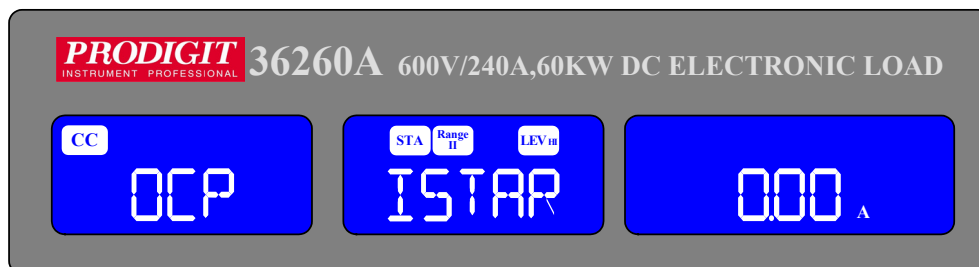 PRODIGIT
INSTRUMENT PROFESSIONAL
36260A 600V/240A,60KW DC ELECTRONIC LOAD
CC
OCP
STA Range II LEV HI
ISTAR
0.00 A